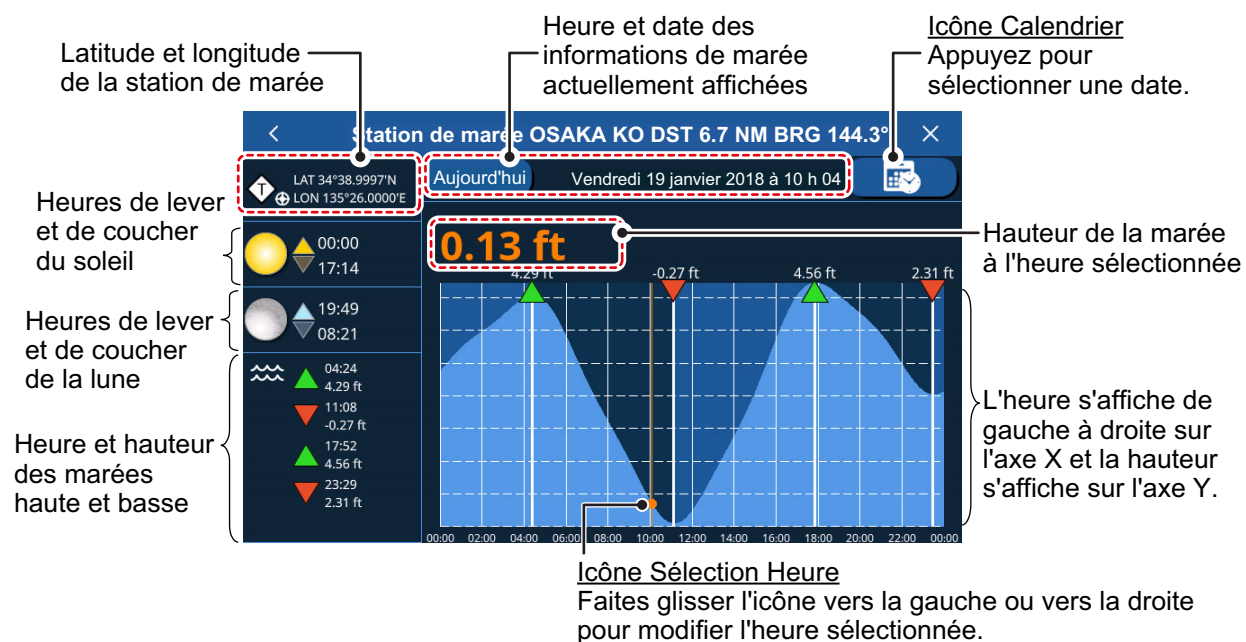 Latitude et longitude
de la station de marée
Heure et date des
informations de marée
actuellement affichées
Icône Calendrier
Appuyez pour
sélectionner une date.
Station de marée OSAKA KO DST 6.7 NM BRG 144.3°
T
LAT 34°38.9997'N
LON 135°26.0000'E
Aujourd'hui
Vendredi 19 janvier 2018 à 10 h 04
Heures de lever
et de coucher
du soleil
00:00
17:14
0.13 ft
Hauteur de la marée
à l'heure sélectionnée
4.29 ft
-0.27 ft
4.56 ft
2.31 ft
Heures de lever
et de coucher
de la lune
19:49
08:21
Heure et hauteur
des marées
haute et basse
04:24
4.29 ft
11:08
-0.27 ft
17:52
4.56 ft
23:29
2.31 ft
L'heure s'affiche de
gauche à droite sur
l'axe X et la hauteur
s'affiche sur l'axe Y.
00:00 02:00 04:00 06:00 08:00 10:00 12:00 14:00 16:00 18:00 20:00 22:00 00:00
Icône Sélection Heure
Faites glisser l'icône vers la gauche ou vers la droite
pour modifier l'heure sélectionnée.